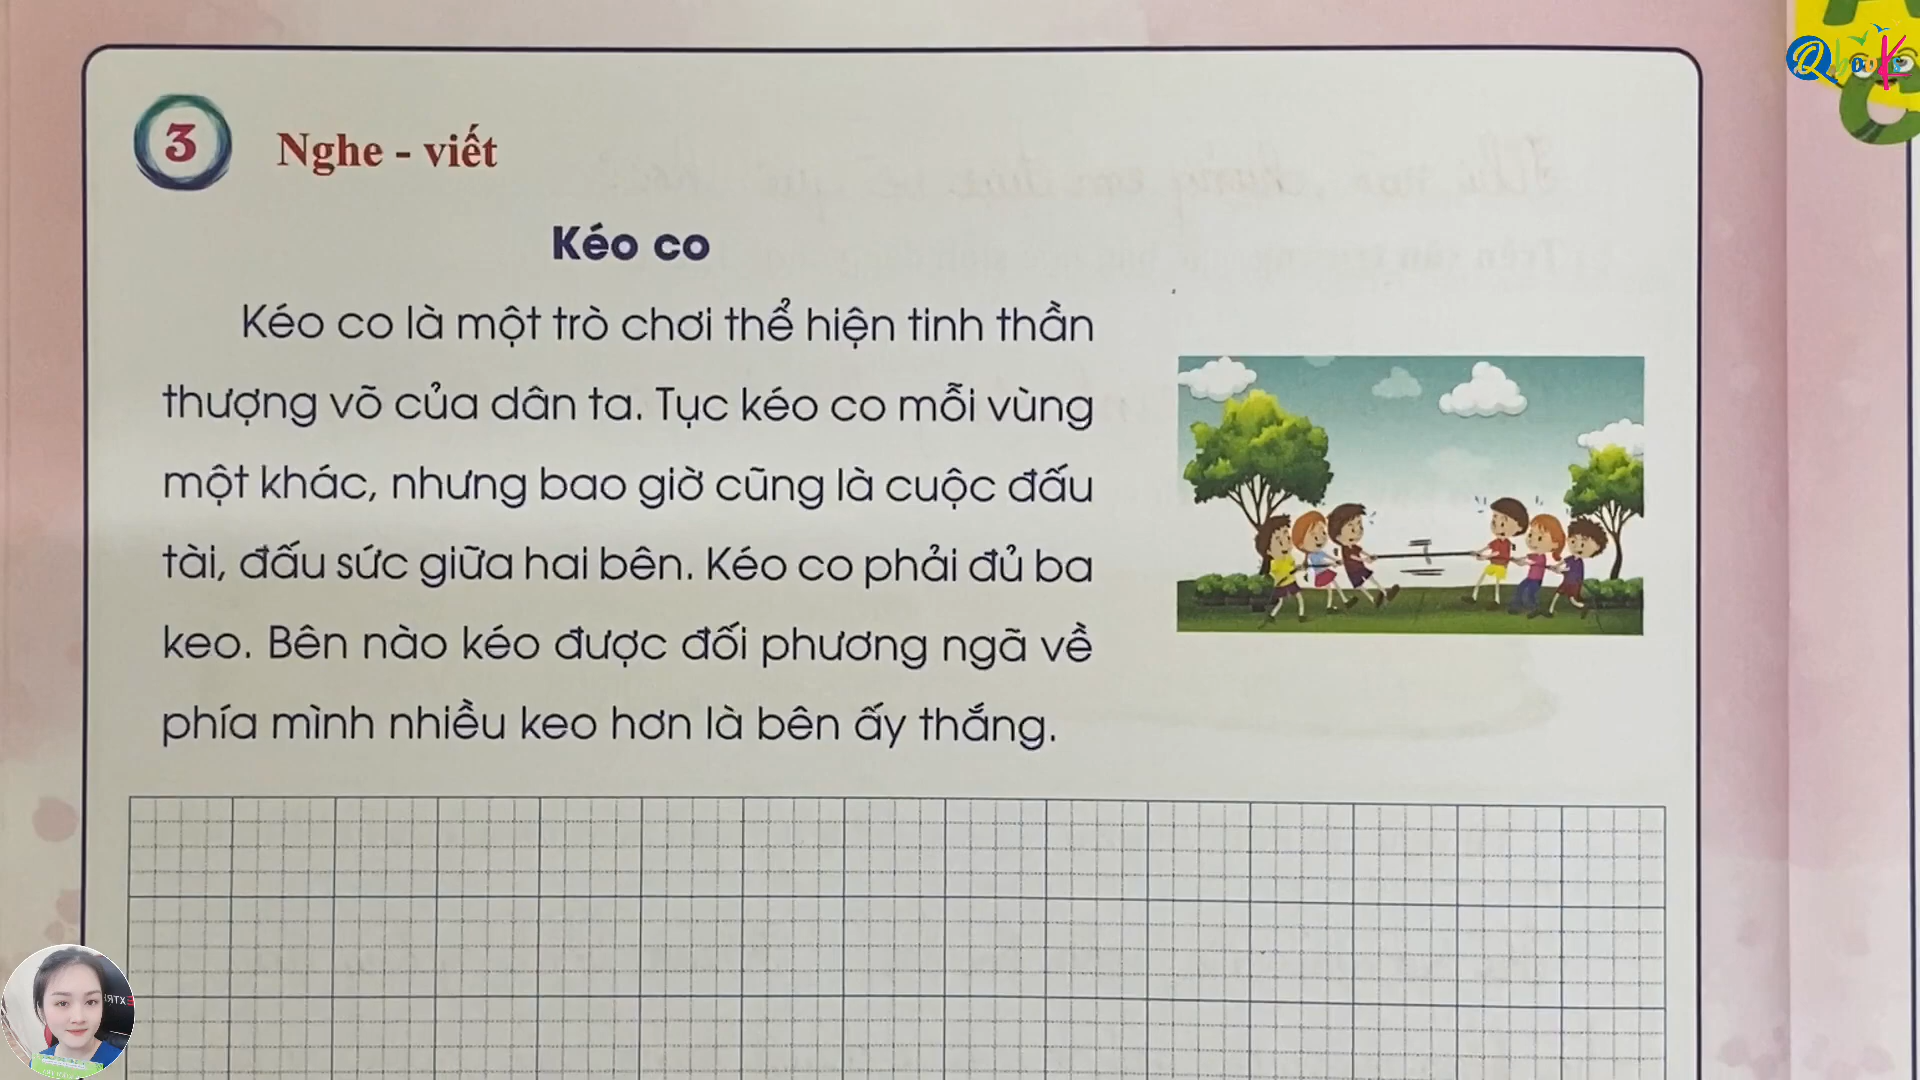 3 Nghe - viết
Kéo co
Kéo co là một trò chơi thể hiện tinh thần
thượng võ của dân ta. Tục kéo co mỗi vùng
một khác, nhưng bao giờ cũng là cuộc đấu
tài, đấu sức giữa hai bên. Kéo co phải đủ ba
keo. Bên nào kéo được đối phương ngã về
phía mình nhiều keo hơn là bên ấy thắng.
Qbooks